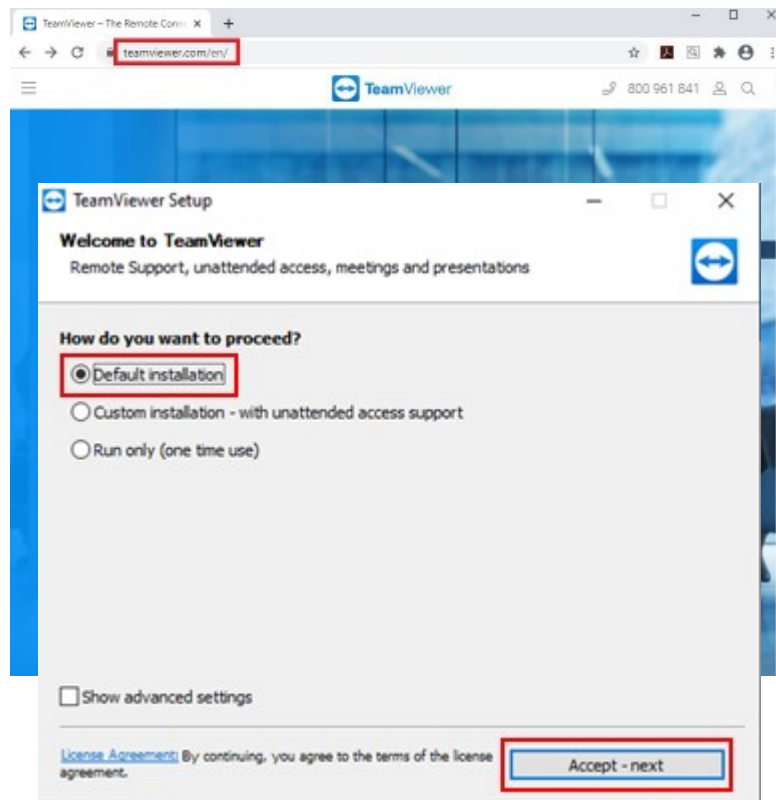 TeamViewer – The Remote Conn
teamviewer.com/en/
TeamViewer
800 961 841
TeamViewer Setup
Welcome to TeamViewer
Remote Support, unattended access, meetings and presentations
How do you want to proceed?
Default installation
Custom installation - with unattended access support
Run only (one time use)
Show advanced settings
License Agreement: By continuing, you agree to the terms of the license
agreement.
Accept - next